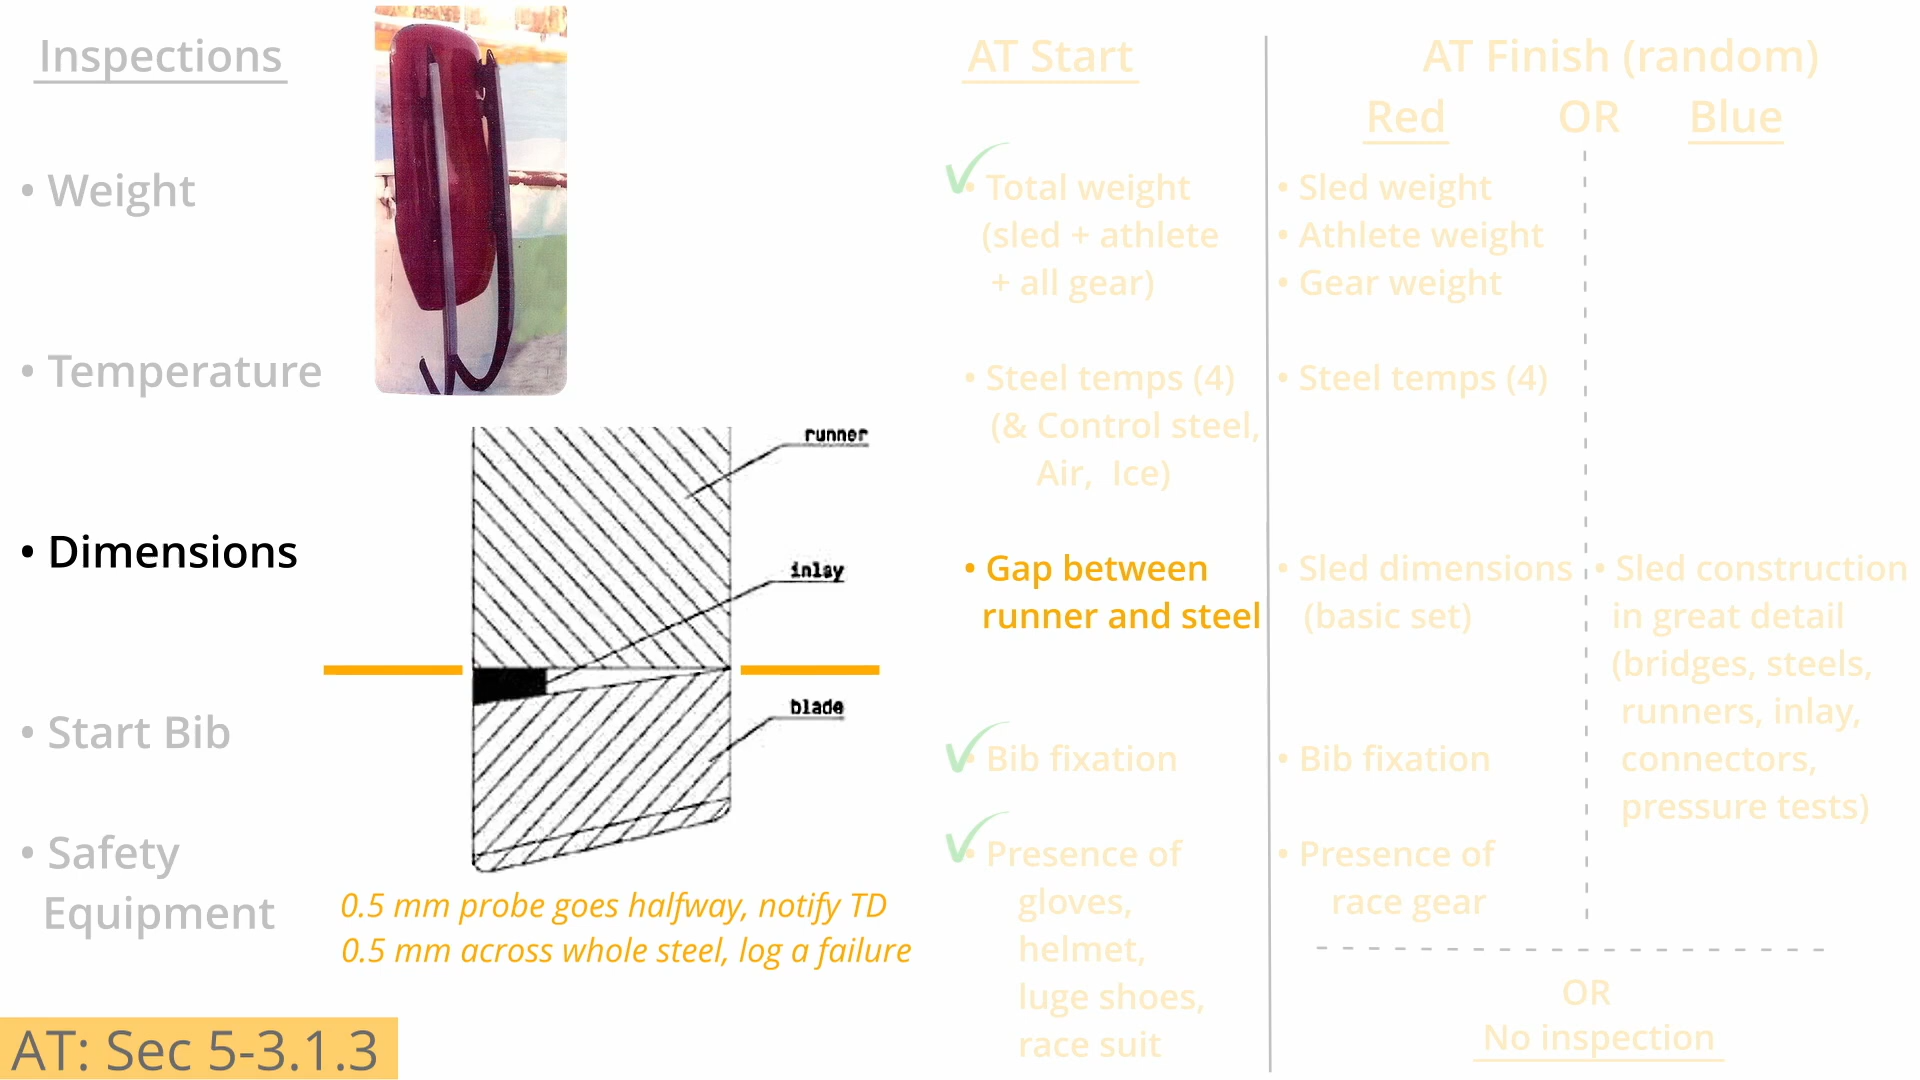 Inspections
• Weight
• Temperature
• Dimensions
• Start Bib
• Safety
Equipment
runner
inlay
blade
0.5 mm probe goes halfway, notify TD
0.5 mm across whole steel, log a failure
AT: Sec 5-3.1.3
AT Start
• Total weight
(sled + athlete
+ all gear)
• Steel temps (4)
(& Control steel,
Air, Ice)
• Gap between
runner and steel
• Bib fixation
• Presence of
gloves,
helmet,
luge shoes,
race suit
AT Finish (random)
Red OR Blue
• Sled weight
• Athlete weight
• Gear weight
• Steel temps (4)
• Sled dimensions
(basic set)
• Bib fixation
• Presence of
race gear
• Sled construction
in great detail
(bridges, steels,
runners, inlay,
connectors,
pressure tests)
OR
No inspection